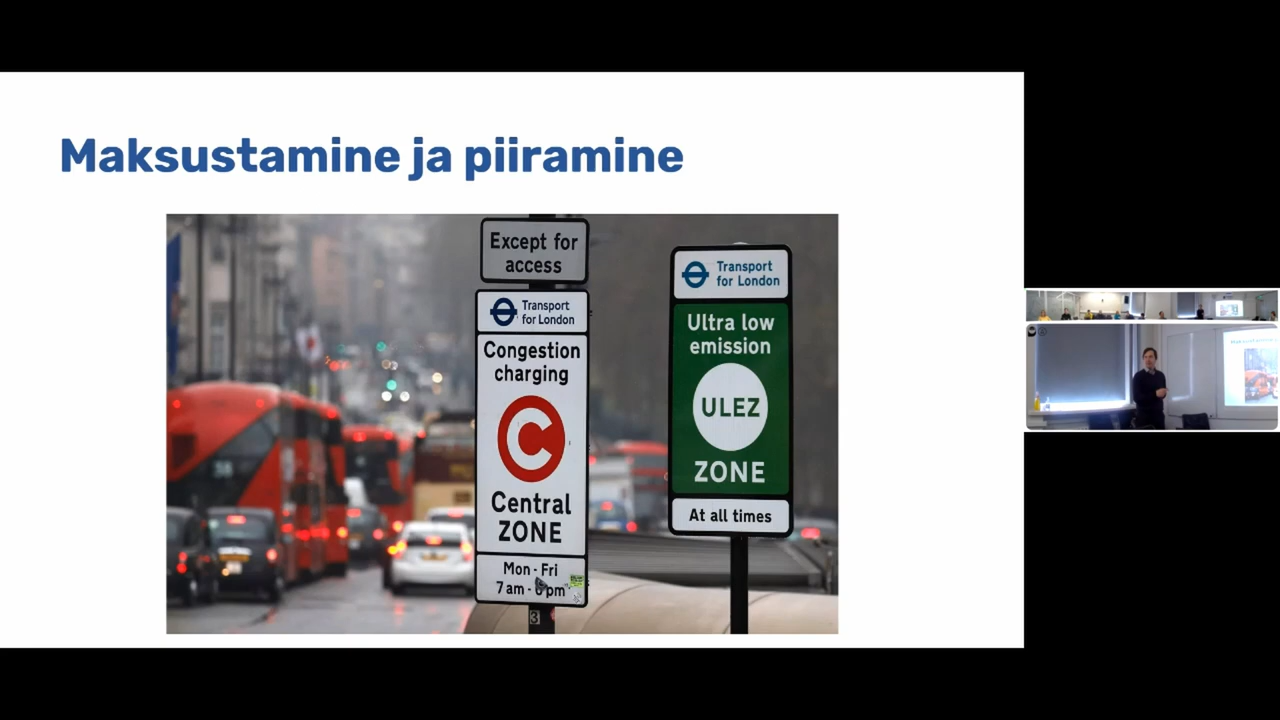 Maksustamine ja piiramine
Except for
access
Transport
for London
Congestion
charging
C
Central
ZONE
Mon - Fri
7 am - 6 pm
3
Transport
for London
Ultra low
emission
ULEZ
ZONE
At all times